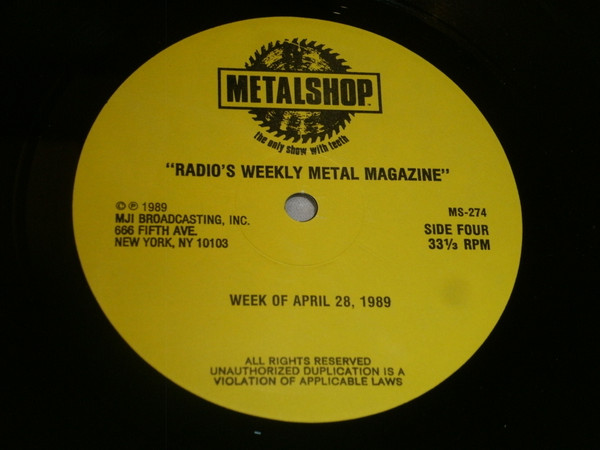 METALSHOP™
the only show with teeth
"RADIO'S WEEKLY METAL MAGAZINE"
© ℗ 1989
MJI BROADCASTING, INC.
666 FIFTH AVE.
NEW YORK, NY 10103
MS-274
SIDE FOUR
33⅓ RPM
WEEK OF APRIL 28, 1989
ALL RIGHTS RESERVED
UNAUTHORIZED DUPLICATION IS A
VIOLATION OF APPLICABLE LAWS